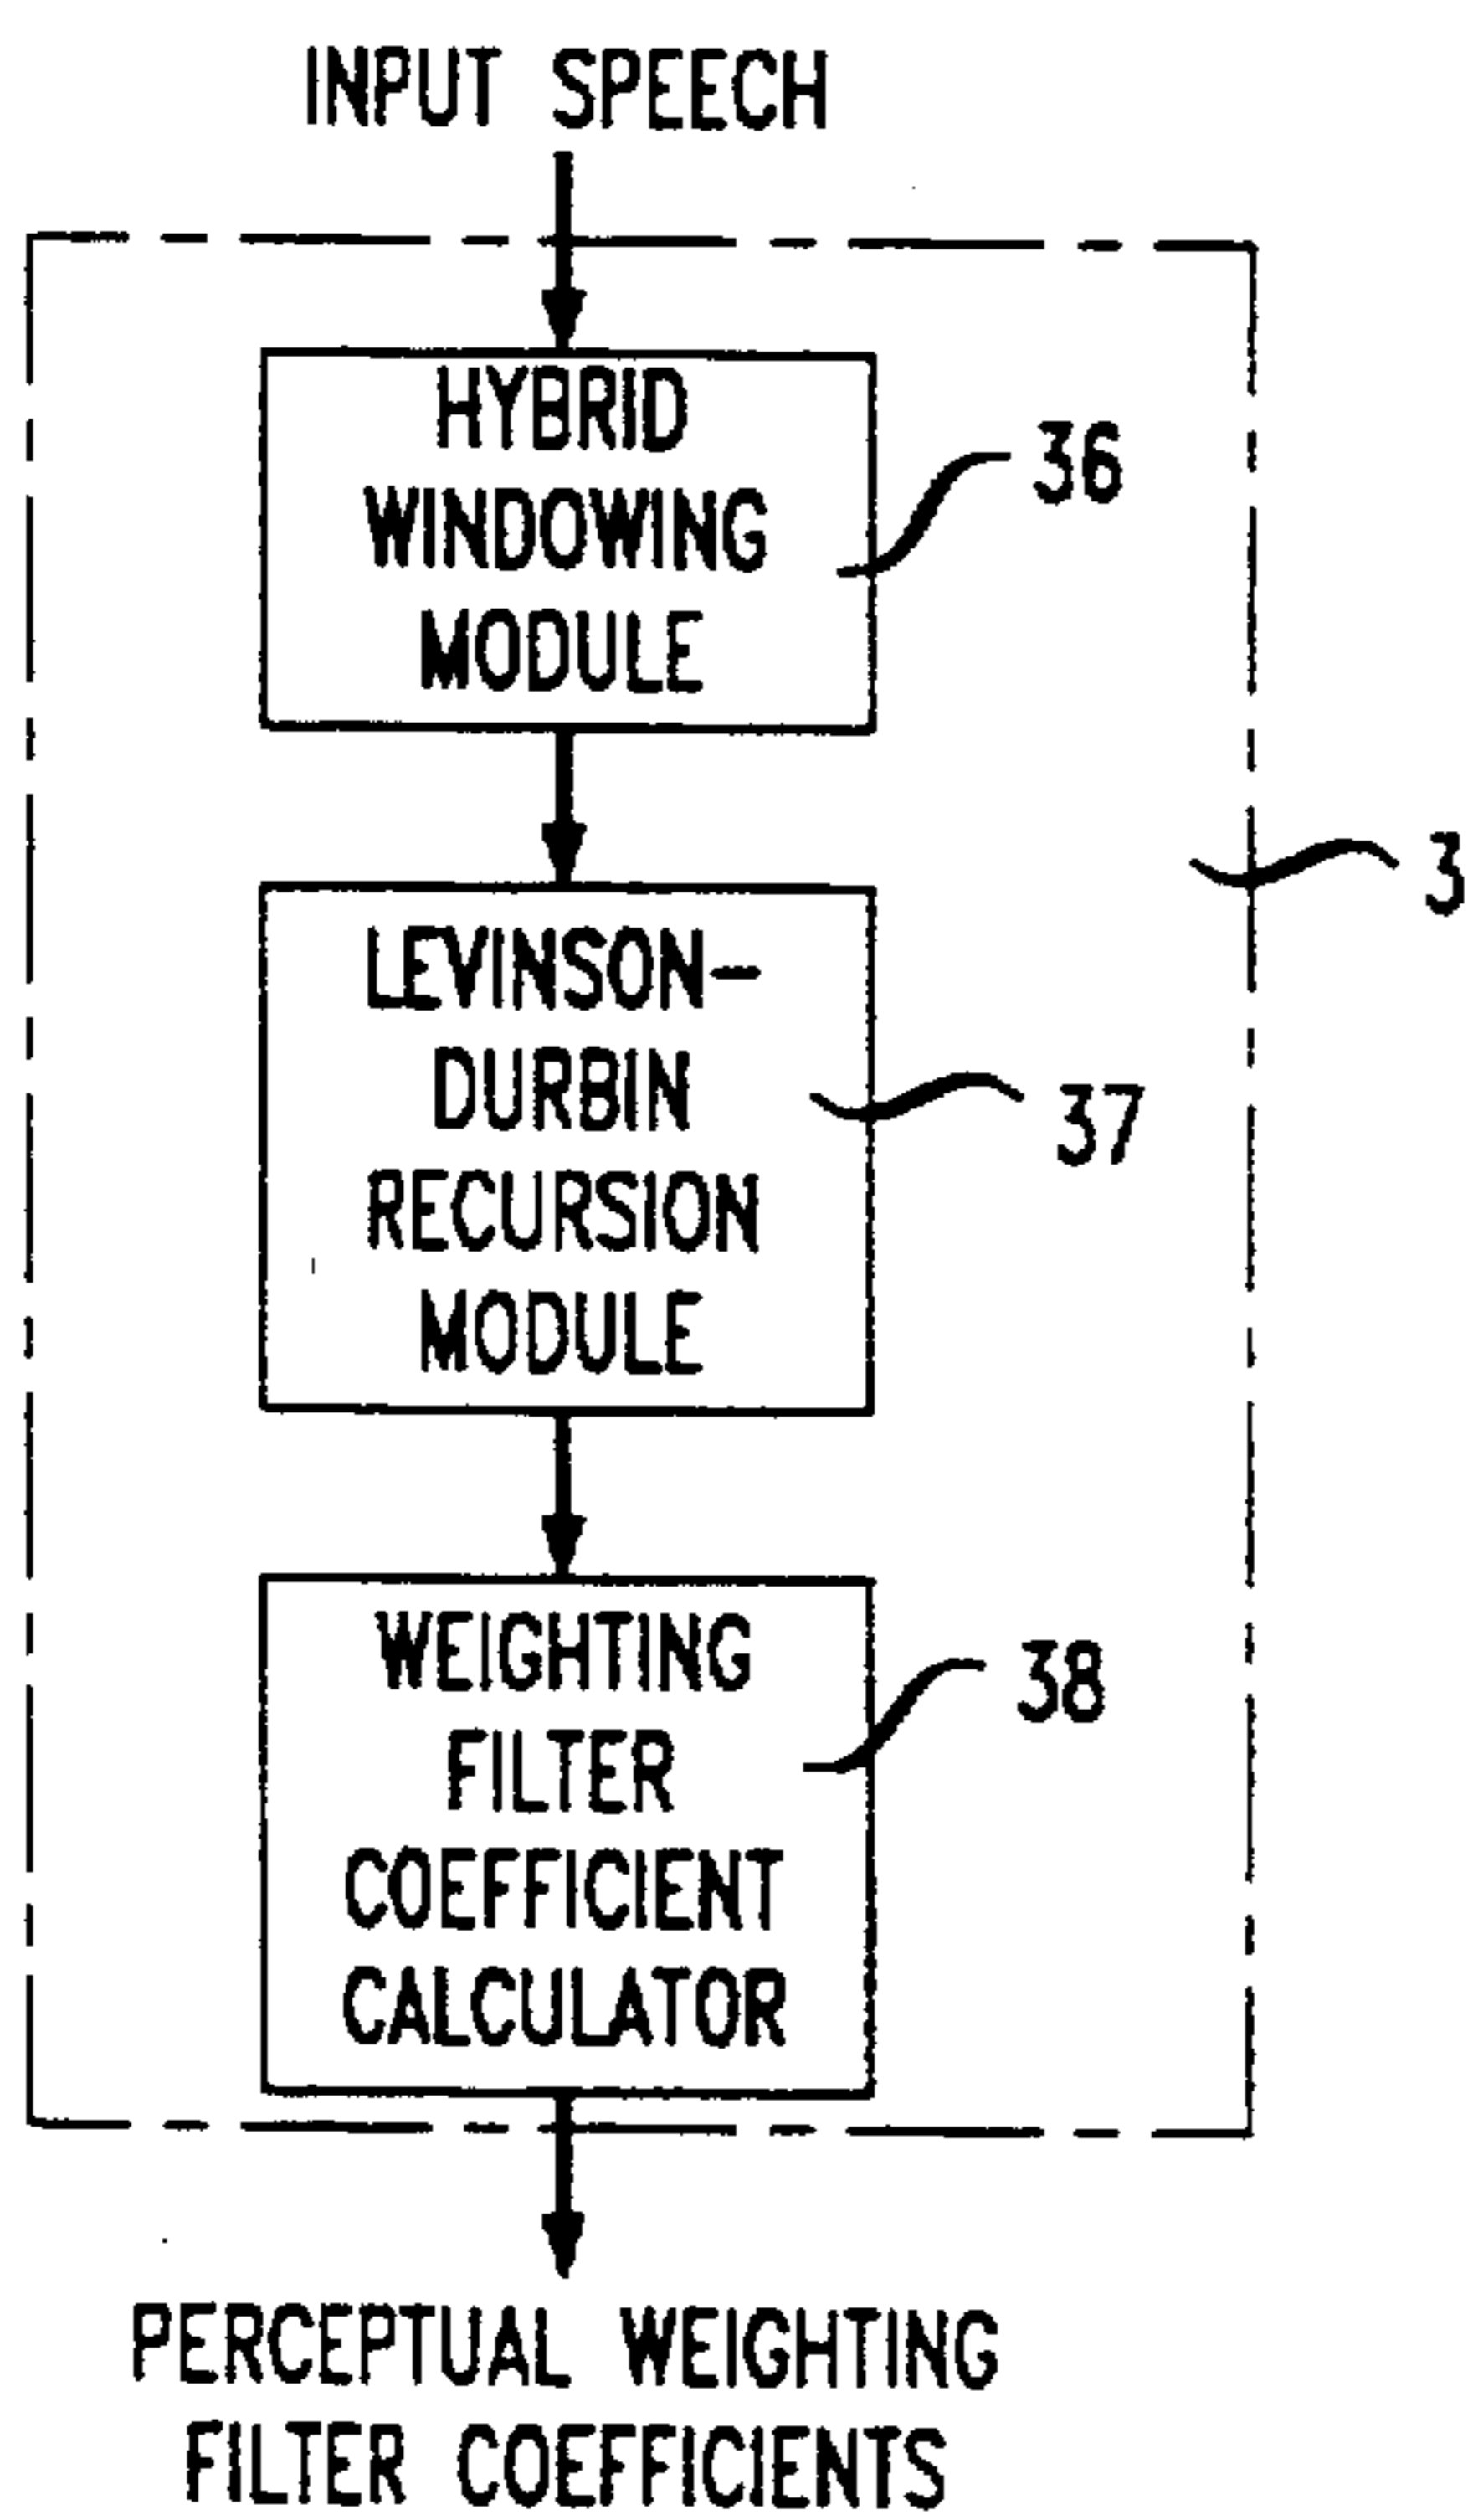 INPUT SPEECH
HYBRID
WINDOWING
MODULE
36
3
LEVINSON-
DURBIN
RECURSION
MODULE
37
WEIGHTING
FILTER
COEFFICIENT
CALCULATOR
38
PERCEPTUAL WEIGHTING
FILTER COEFFICIENTS